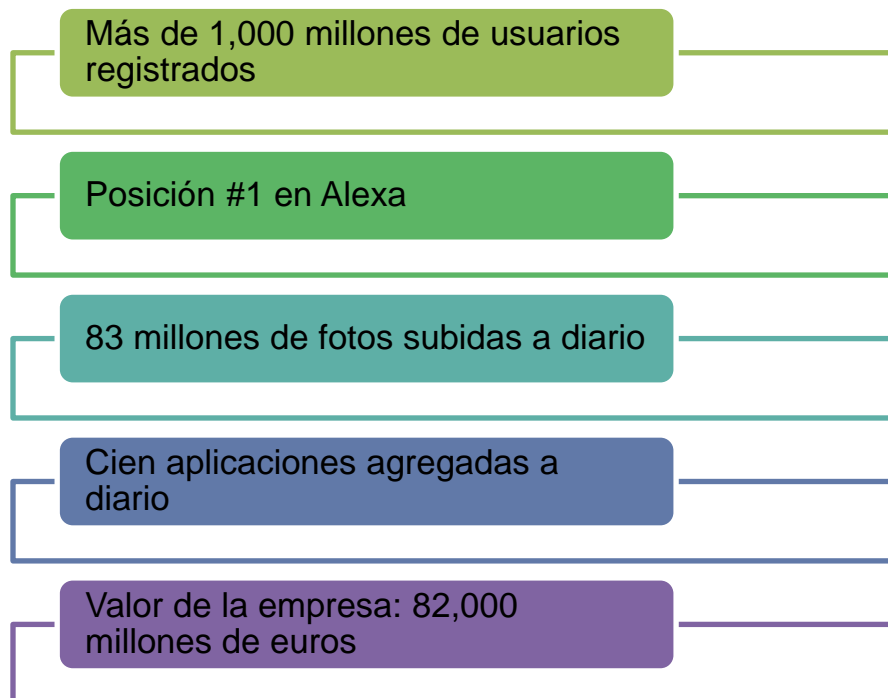 Más de 1,000 millones de usuarios
registrados
Posición #1 en Alexa
83 millones de fotos subidas a diario
Cien aplicaciones agregadas a
diario
Valor de la empresa: 82,000
millones de euros